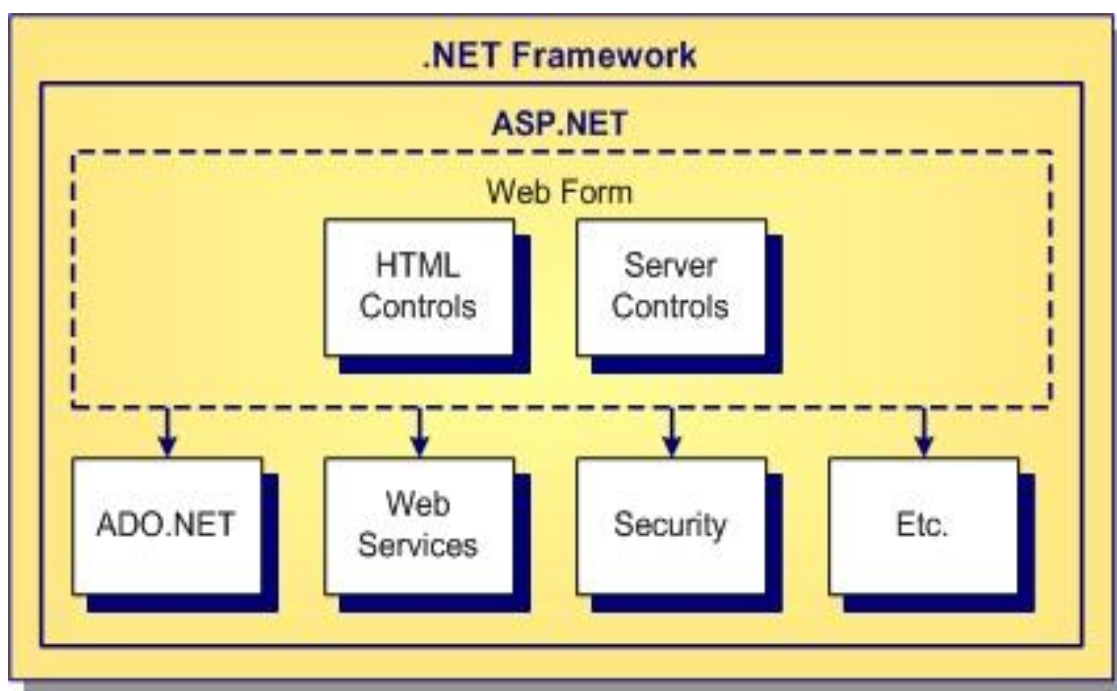 .NET Framework
ASP.NET
Web Form
HTML
Controls
Server
Controls
ADO.NET
Web
Services
Security
Etc.